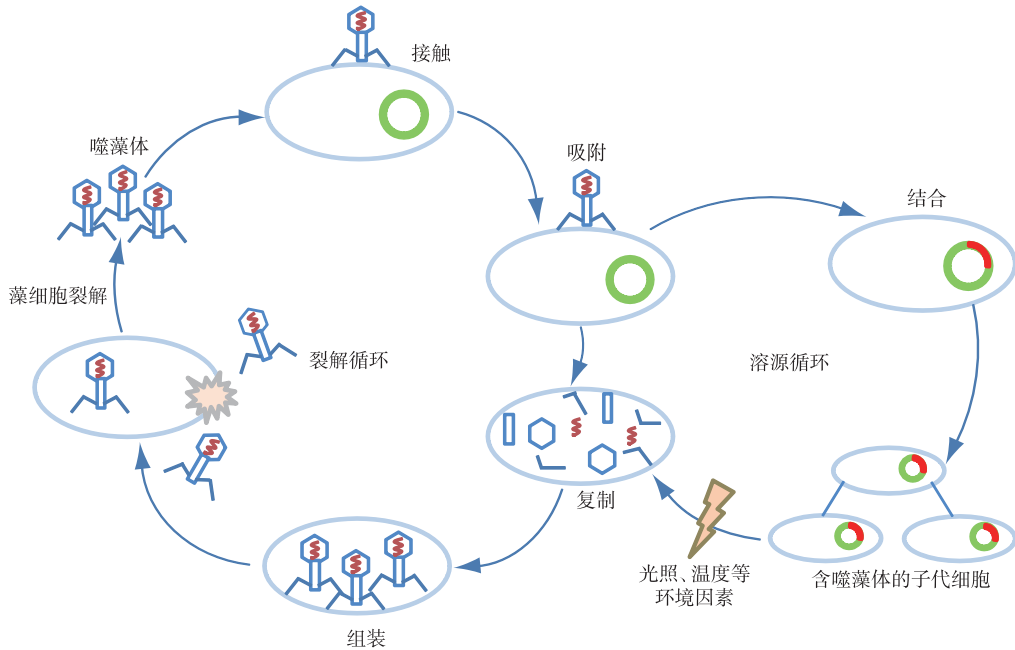 接触
噬藻体
吸附
结合
藻细胞裂解
裂解循环
溶源循环
复制
光照、温度等
环境因素
含噬藻体的子代细胞
组装